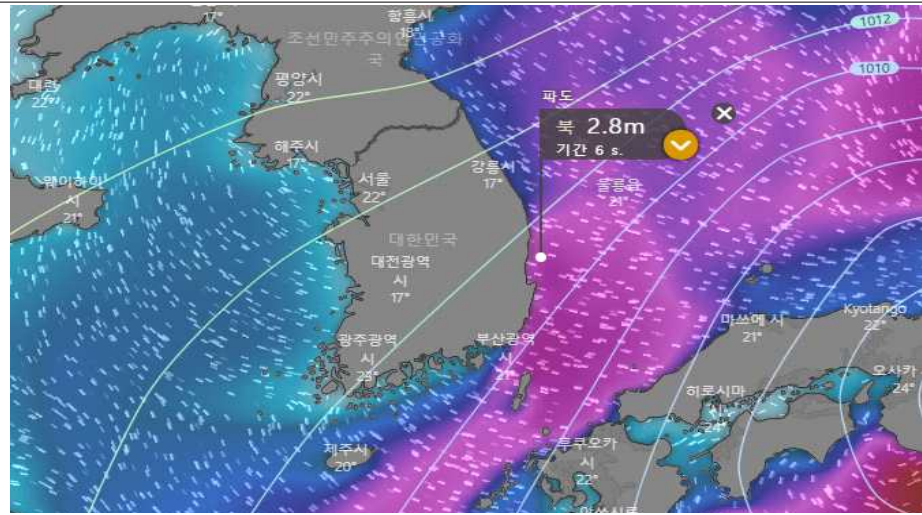 17°
함흥시
18°
1012
조선민주주의인민공화
국
1010
대련
22°
평양시
22°
파도
북 2.8m
기간 6 s.
해주시
17°
강릉시
17°
서울
22°
울릉읍
21°
웨이하이
시
21°
대한민국
대전광역
시
17°
Kyotango
22°
마쓰에 시
21°
광주광역
시
23°
부산광역
시
21°
오사카
24°
히로시마
시
24°
제주시
20°
후쿠오카
시
22°